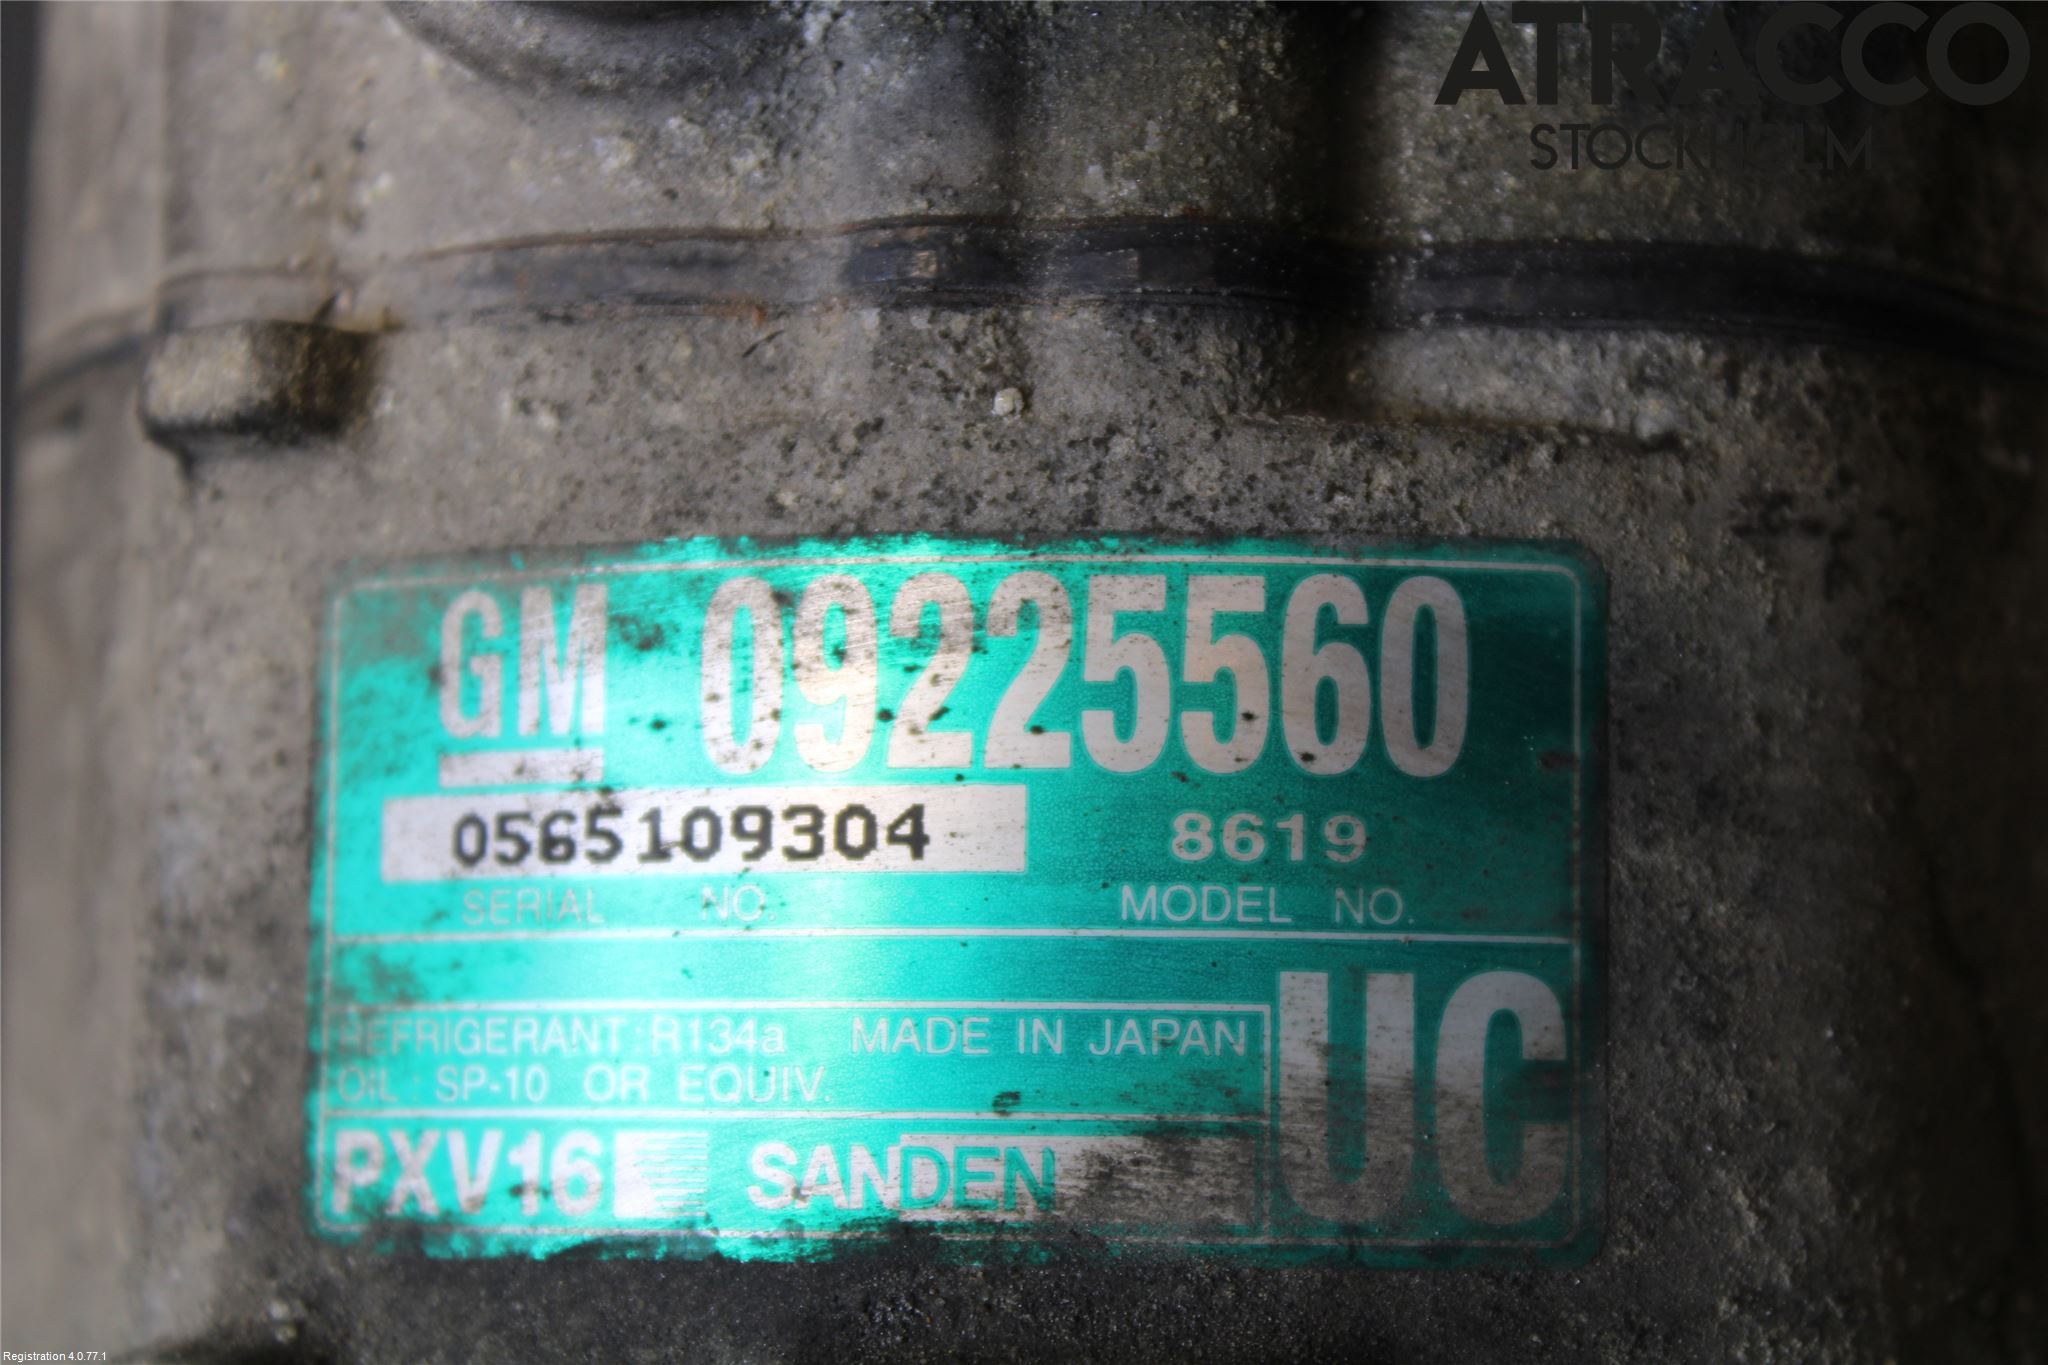 ATRACCO
STOCKHOLM
GM 09225560
0565109304 8619
SERIAL NO. MODEL NO.
REFRIGERANT : R134a MADE IN JAPAN
OIL : SP-10 OR EQUIV.
UC
PXV16 SANDEN
Registration 4.0.77.1